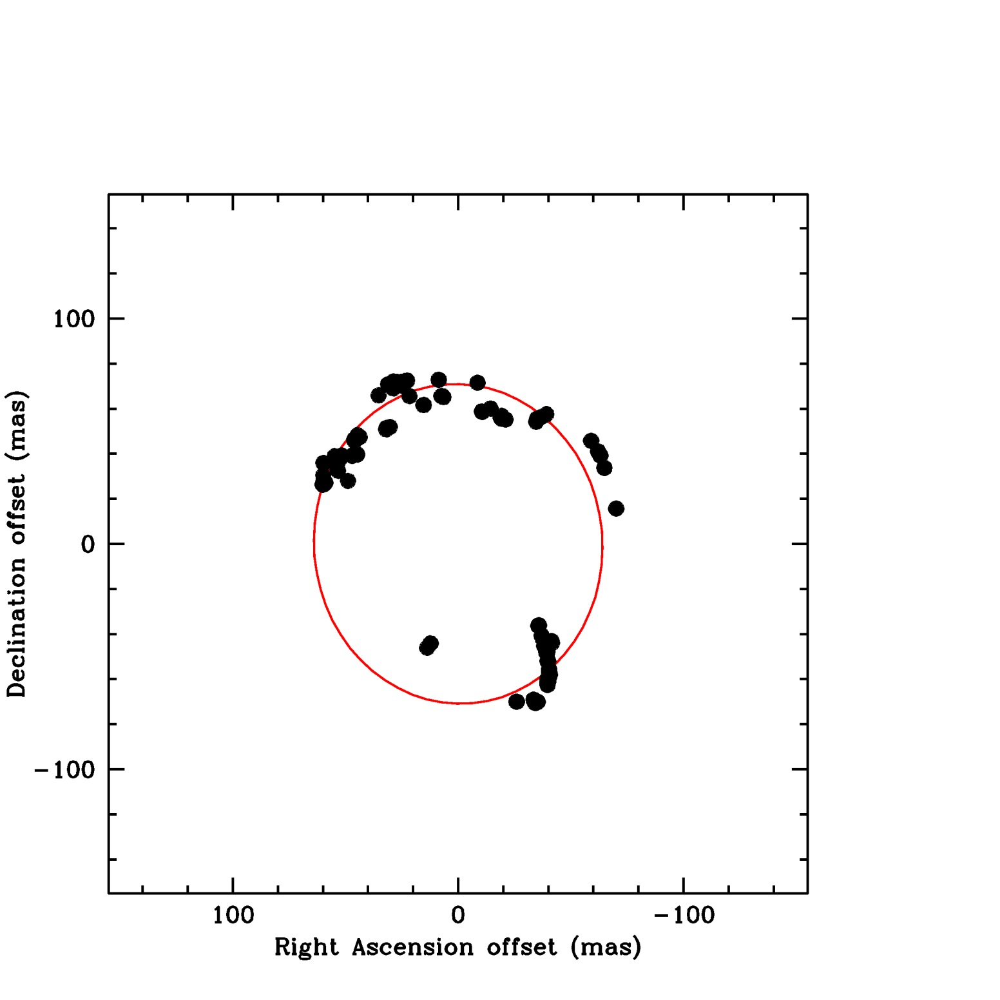 100
0
-100
Declination offset (mas)
100 0 -100
Right Ascension offset (mas)